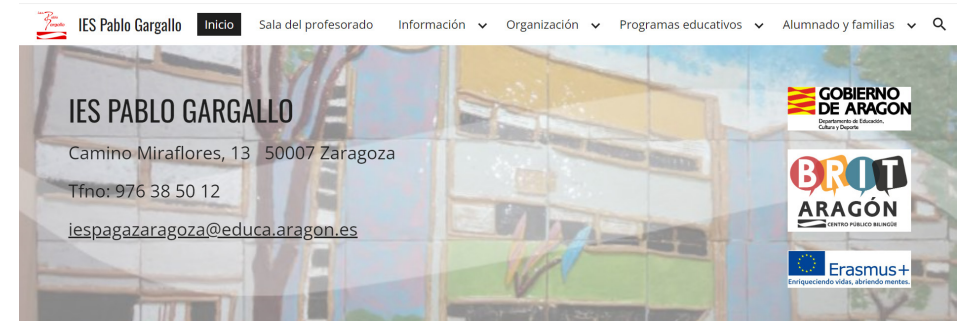 IES Pablo Gargallo Inicio Sala del profesorado Información Organización Programas educativos Alumnado y familias
IES PABLO GARGALLO
Camino Miraflores, 13 50007 Zaragoza
Tfno: 976 38 50 12
iespagazaragoza@educa.aragon.es
GOBIERNO
DE ARAGON
Departamento de Educación,
Cultura y Deporte
BRIT
ARAGÓN
CENTRO PÚBLICO BILINGÜE
Erasmus+
Enriqueciendo vidas, abriendo mentes.